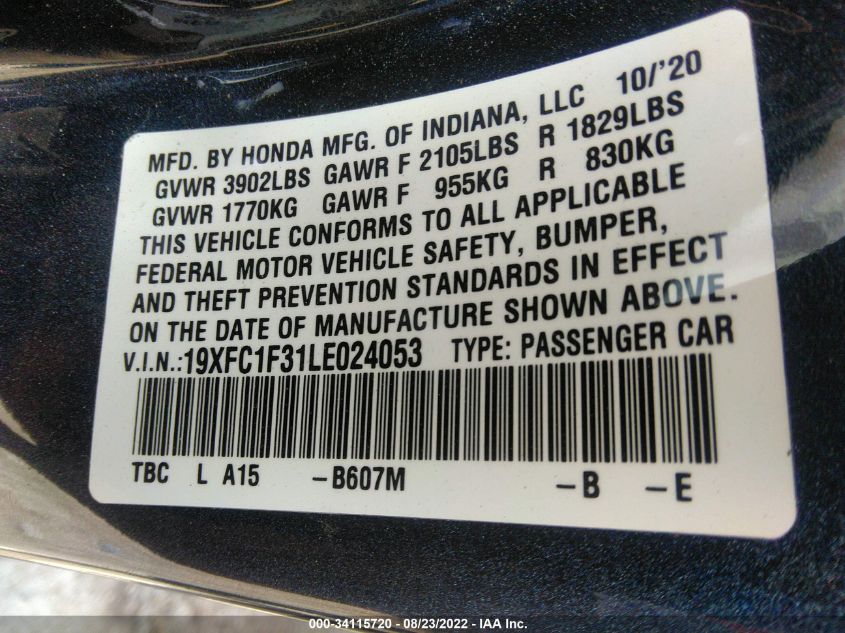 MFD. BY HONDA MFG. OF INDIANA, LLC 10/'20
GVWR 3902LBS GAWR F 2105LBS R 1829LBS
GVWR 1770KG GAWR F 955KG R 830KG
THIS VEHICLE CONFORMS TO ALL APPLICABLE
FEDERAL MOTOR VEHICLE SAFETY, BUMPER,
AND THEFT PREVENTION STANDARDS IN EFFECT
ON THE DATE OF MANUFACTURE SHOWN ABOVE.
V.I.N.:19XFC1F31LE024053 TYPE: PASSENGER CAR
TBC L A15 -B607M -B -E
000-34115720 - 08/23/2022 - IAA Inc.